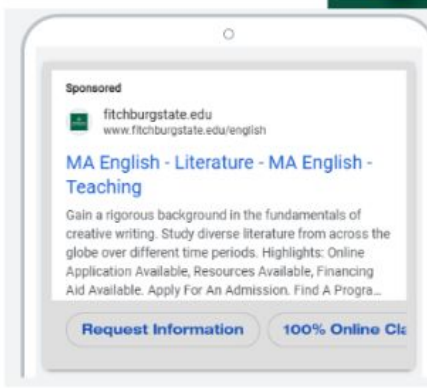 Sponsored
fitchburgstate.edu
www.fitchburgstate.edu/english
MA English - Literature - MA English -
Teaching
Gain a rigorous background in the fundamentals of
creative writing. Study diverse literature from across the
globe over different time periods. Highlights: Online
Application Available, Resources Available, Financing
Aid Available. Apply For An Admission. Find A Progra...
Request Information
100% Online Cla